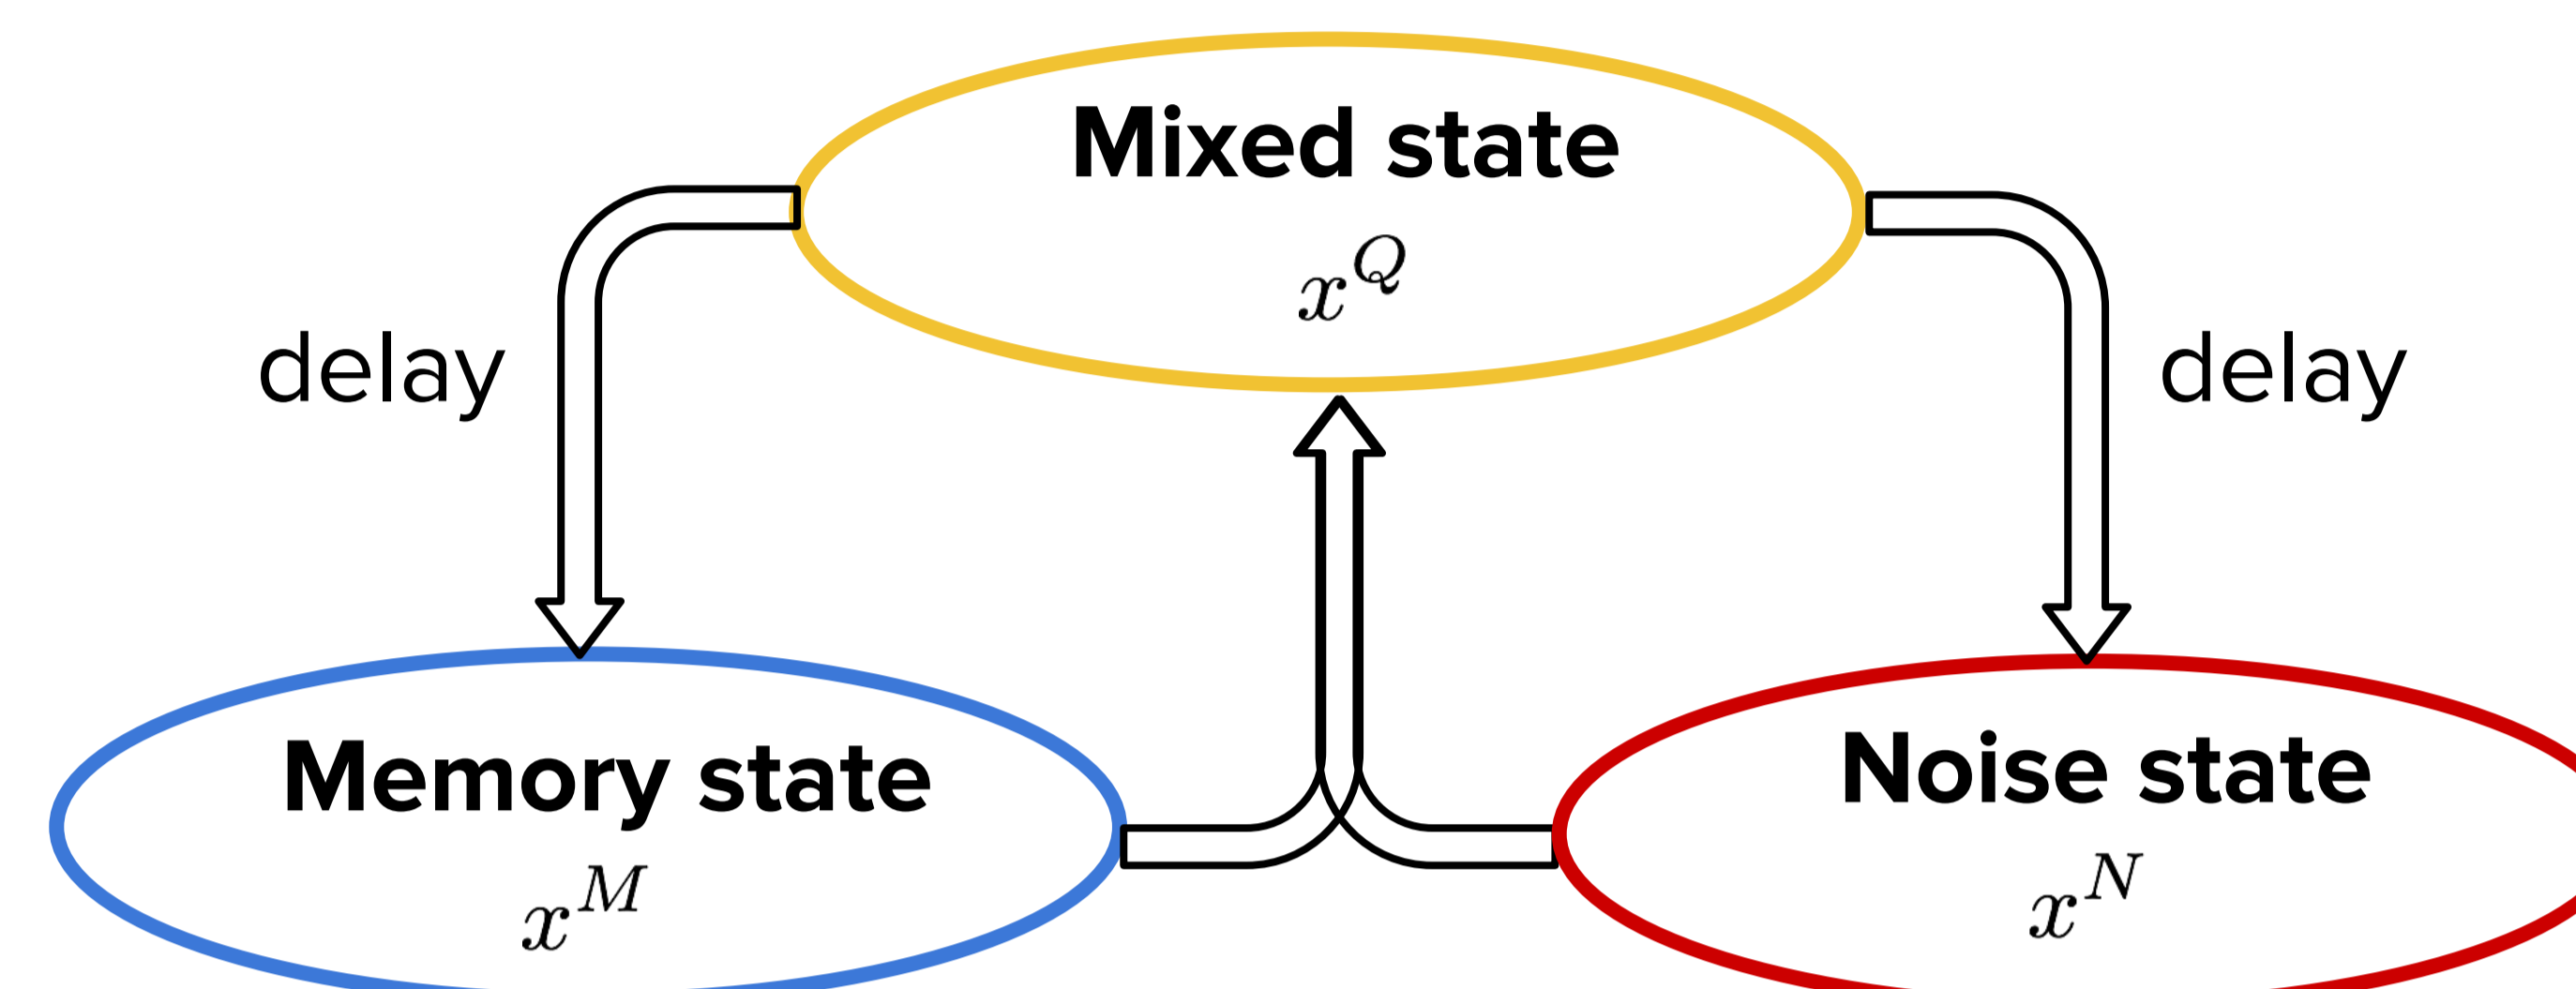 Mixed state
x^Q
delay
delay
Memory state
x^M
Noise state
x^N